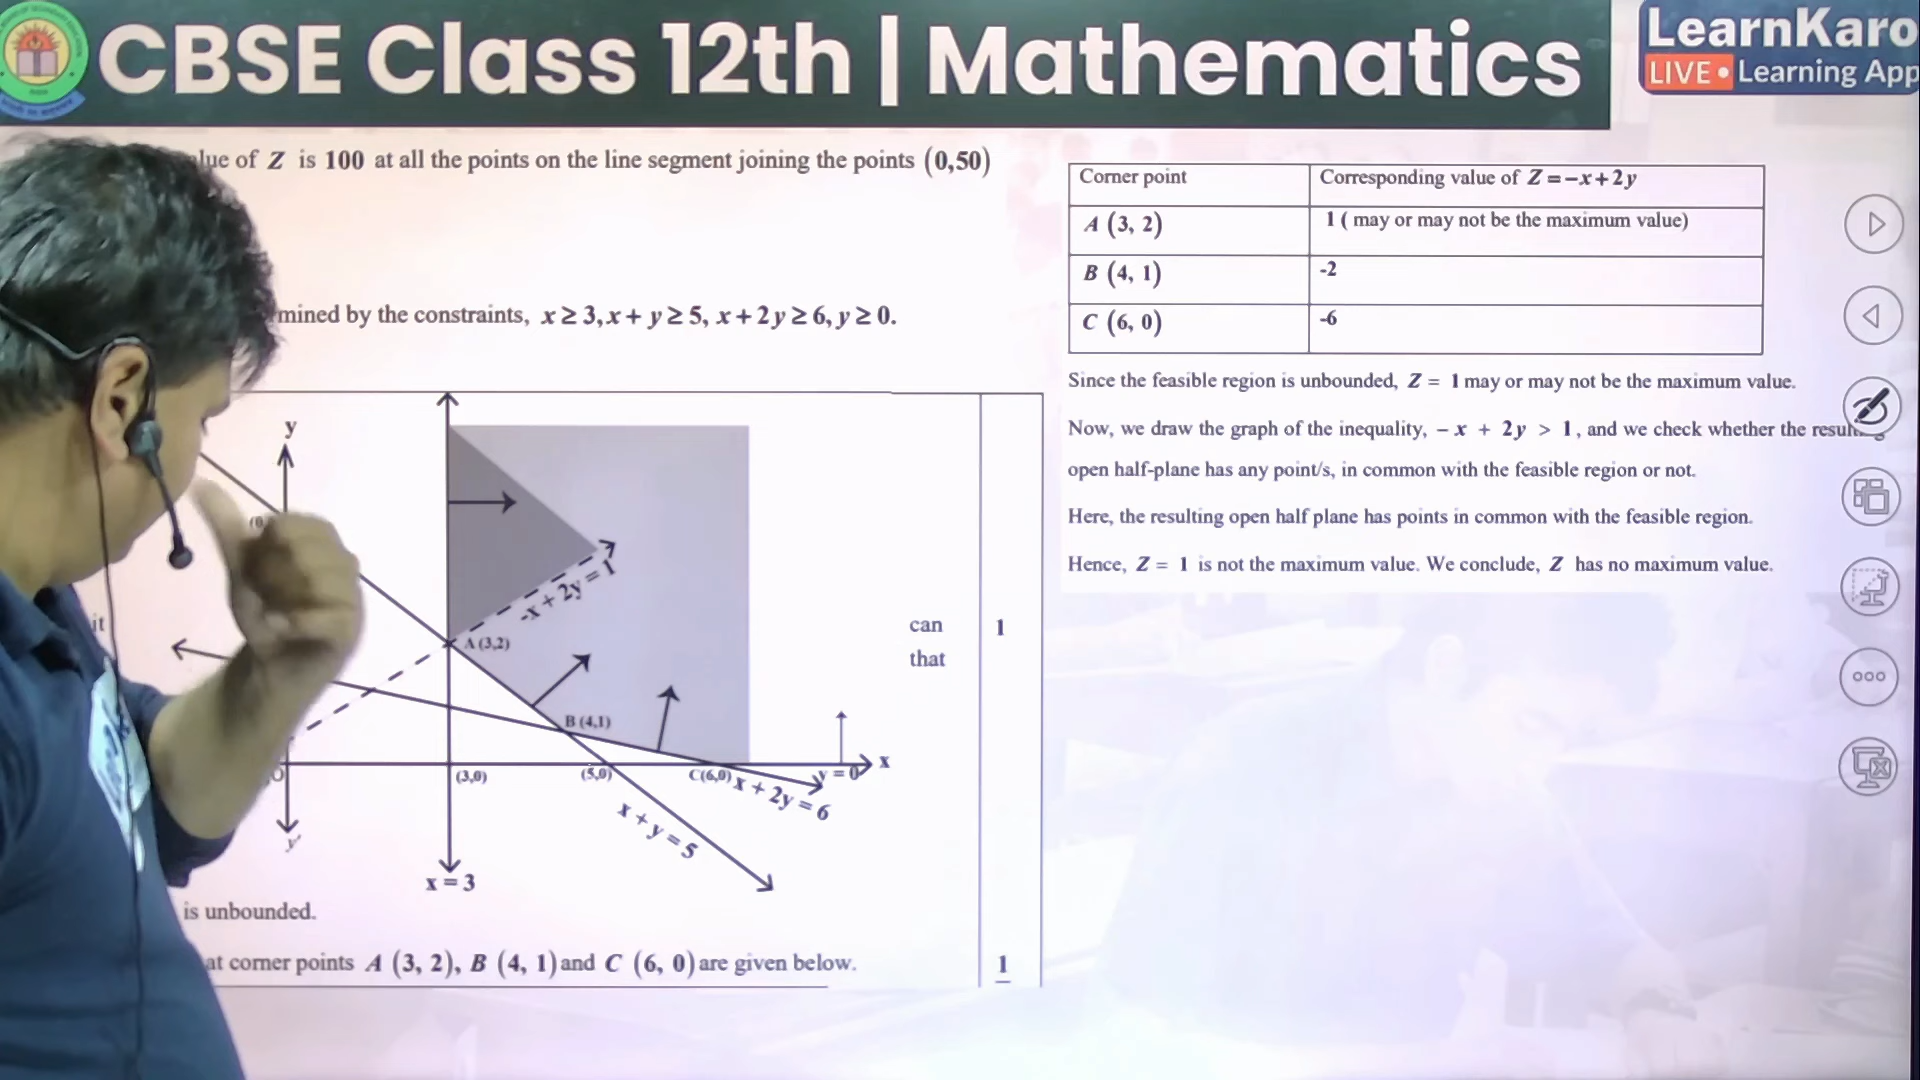 CBSE Class 12th | Mathematics
LearnKaro
LIVE • Learning App
lue of Z is 100 at all the points on the line segment joining the points (0,50)
mined by the constraints, x ≥ 3, x + y ≥ 5, x + 2y ≥ 6, y ≥ 0.
y
-x + 2y = 1
A (3,2)
B (4,1)
(3,0)
(5,0)
C(6,0)
y = 0
x
x + 2y = 6
x + y = 5
y'
x = 3
it
can
that
1
is unbounded.
at corner points A (3, 2), B (4, 1) and C (6, 0) are given below.
1
Corner point Corresponding value of Z = −x + 2y
A (3, 2) 1 ( may or may not be the maximum value)
B (4, 1) -2
C (6, 0) -6
Since the feasible region is unbounded, Z = 1 may or may not be the maximum value.
Now, we draw the graph of the inequality, − x + 2y > 1, and we check whether the
open half-plane has any point/s, in common with the feasible region or not.
Here, the resulting open half plane has points in common with the feasible region.
Hence, Z = 1 is not the maximum value. We conclude, Z has no maximum value.